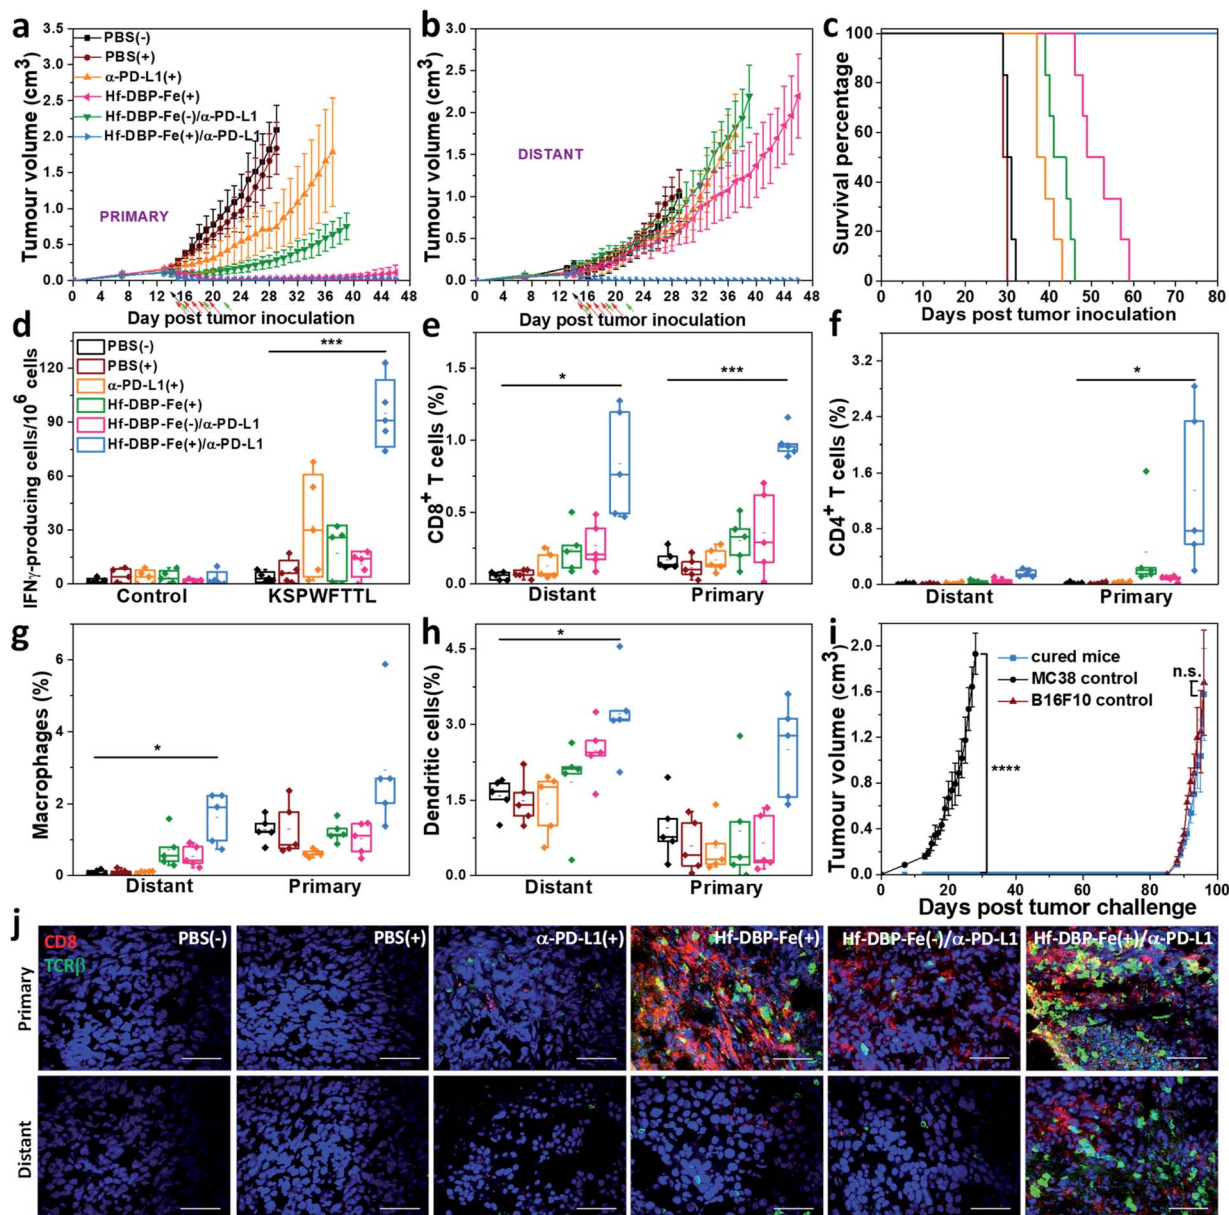 a
Tumour volume (cm³)
3.5
3.0
2.5
2.0
1.5
1.0
0.5
0.0
PBS(-)
PBS(+)
α-PD-L1(+)
Hf-DBP-Fe(+)
Hf-DBP-Fe(-)/α-PD-L1
Hf-DBP-Fe(+)/α-PD-L1
PRIMARY
0 4 8 12 16 20 24 28 32 36 40 44 48
Day post tumor inoculation
b
Tumour volume (cm³)
3.0
2.5
2.0
1.5
1.0
0.5
0.0
DISTANT
0 4 8 12 16 20 24 28 32 36 40 44 48
Day post tumor inoculation
c
Survival percentage
100
80
60
40
20
0
0 10 20 30 40 50 60 70 80
Days post tumor inoculation
d
IFNγ-producing cells/10⁶ cells
120
90
60
30
0
PBS(-)
PBS(+)
α-PD-L1(+)
Hf-DBP-Fe(+)
Hf-DBP-Fe(-)/α-PD-L1
Hf-DBP-Fe(+)/α-PD-L1
***
Control KSPWFTTL
e
CD8⁺ T cells (%)
1.5
1.0
0.5
0.0
*
***
Distant Primary
f
CD4⁺ T cells (%)
3.2
2.4
1.6
0.8
0.0
*
Distant Primary
g
Macrophages (%)
6
4
2
0
*
Distant Primary
h
Dendritic cells(%)
4.5
3.0
1.5
0.0
*
Distant Primary
i
Tumour volume (cm³)
2.0
1.6
1.2
0.8
0.4
0.0
cured mice
MC38 control
B16F10 control
n.s.
****
0 20 40 60 80 100
Days post tumor challenge
j
CD8
TCRβ
PBS(-) PBS(+) α-PD-L1(+) Hf-DBP-Fe(+) Hf-DBP-Fe(-)/α-PD-L1 Hf-DBP-Fe(+)/α-PD-L1
Primary
Distant